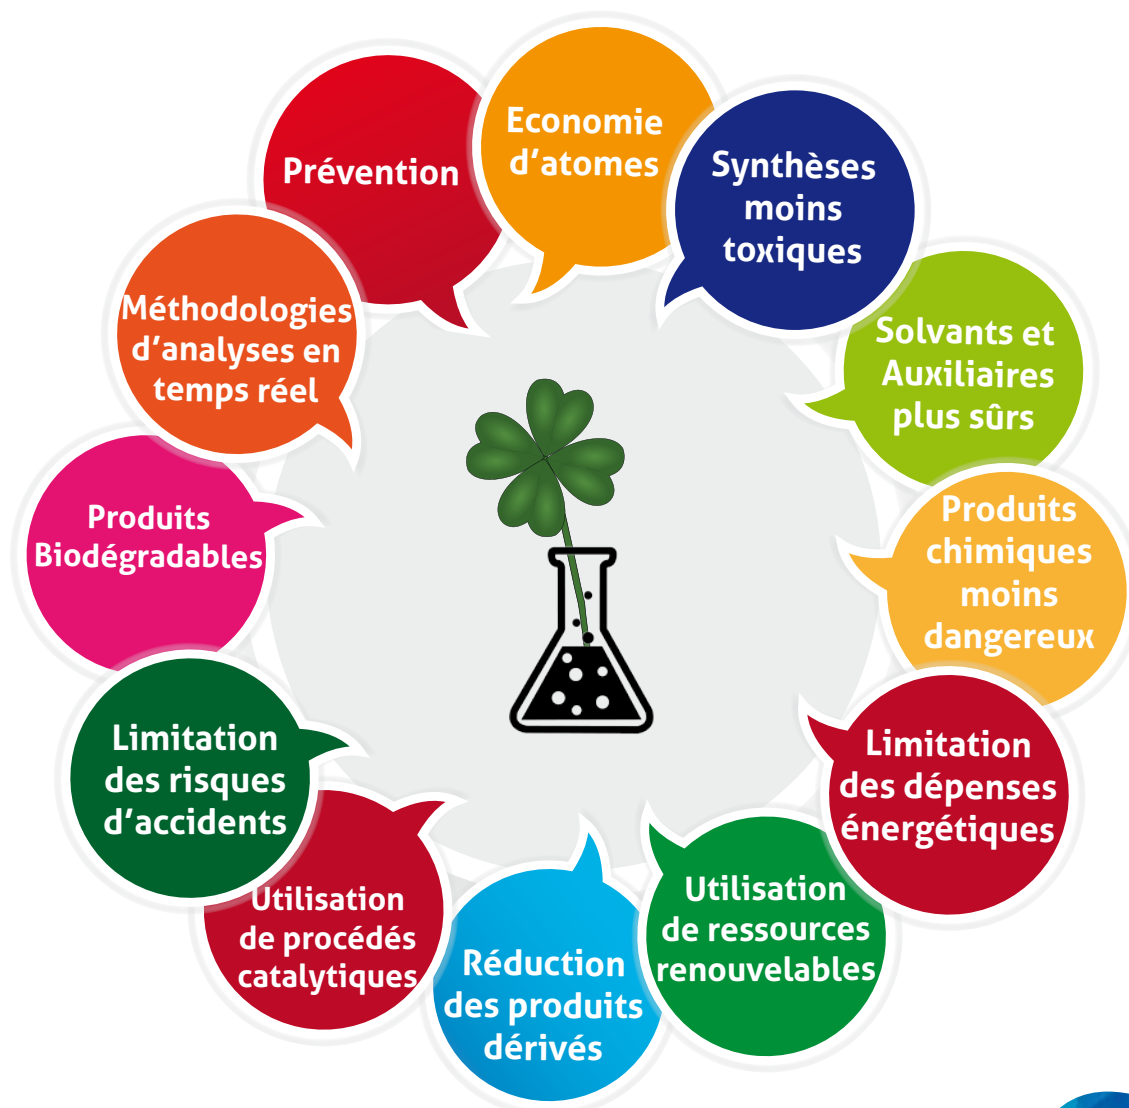 Prévention
Economie
d'atomes
Synthèses
moins
toxiques
Solvants et
Auxiliaires
plus sûrs
Produits
chimiques
moins
dangereux
Limitation
des dépenses
énergétiques
Utilisation
de ressources
renouvelables
Réduction
des produits
dérivés
Utilisation
de procédés
catalytiques
Limitation
des risques
d'accidents
Produits
Biodégradables
Méthodologies
d'analyses en
temps réel